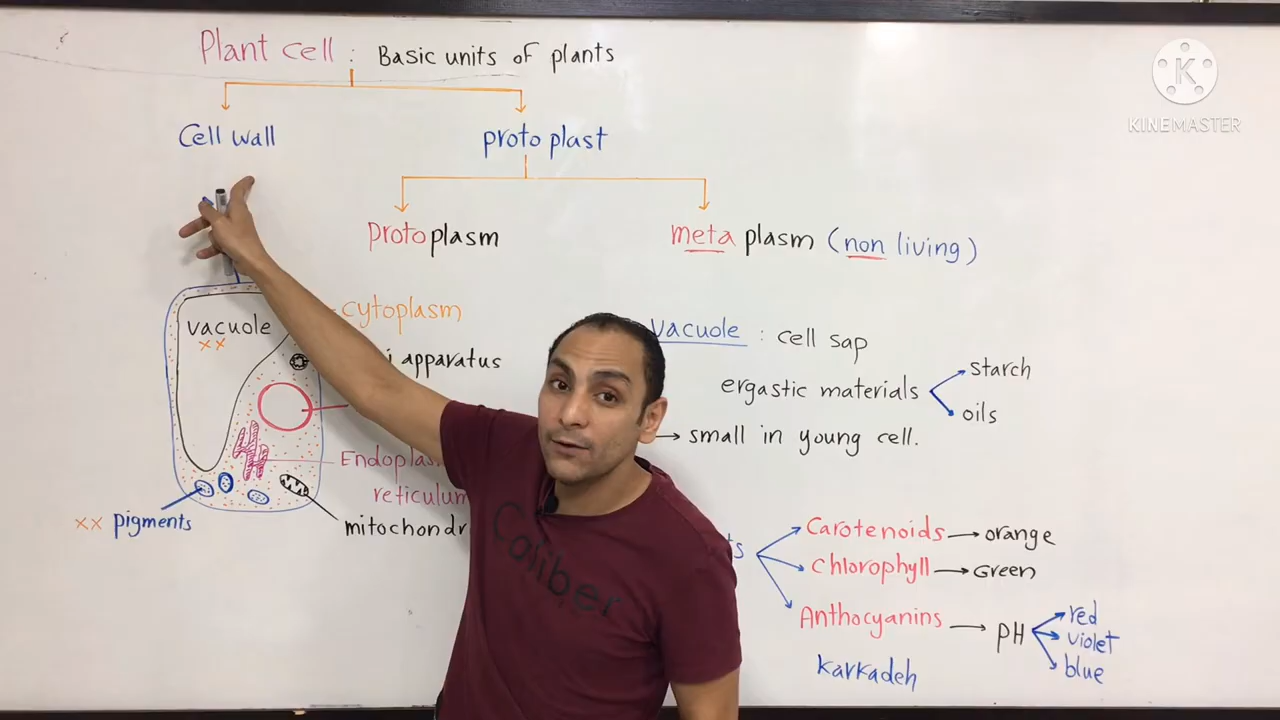 Plant cell : Basic units of plants
Cell wall
proto plast
Protoplasm
meta plasm (non living)
vacuole
xx
cytoplasm
apparatus
reticulum
xx pigments
Vacuole : cell sap
ergastic materials
starch
oils
→ small in young cell.
Carotenoids → orange
chlorophyll → Green
Anthocyanins → pH
red
violet
blue
karkadeh
Caliber
K
KINEMASTER